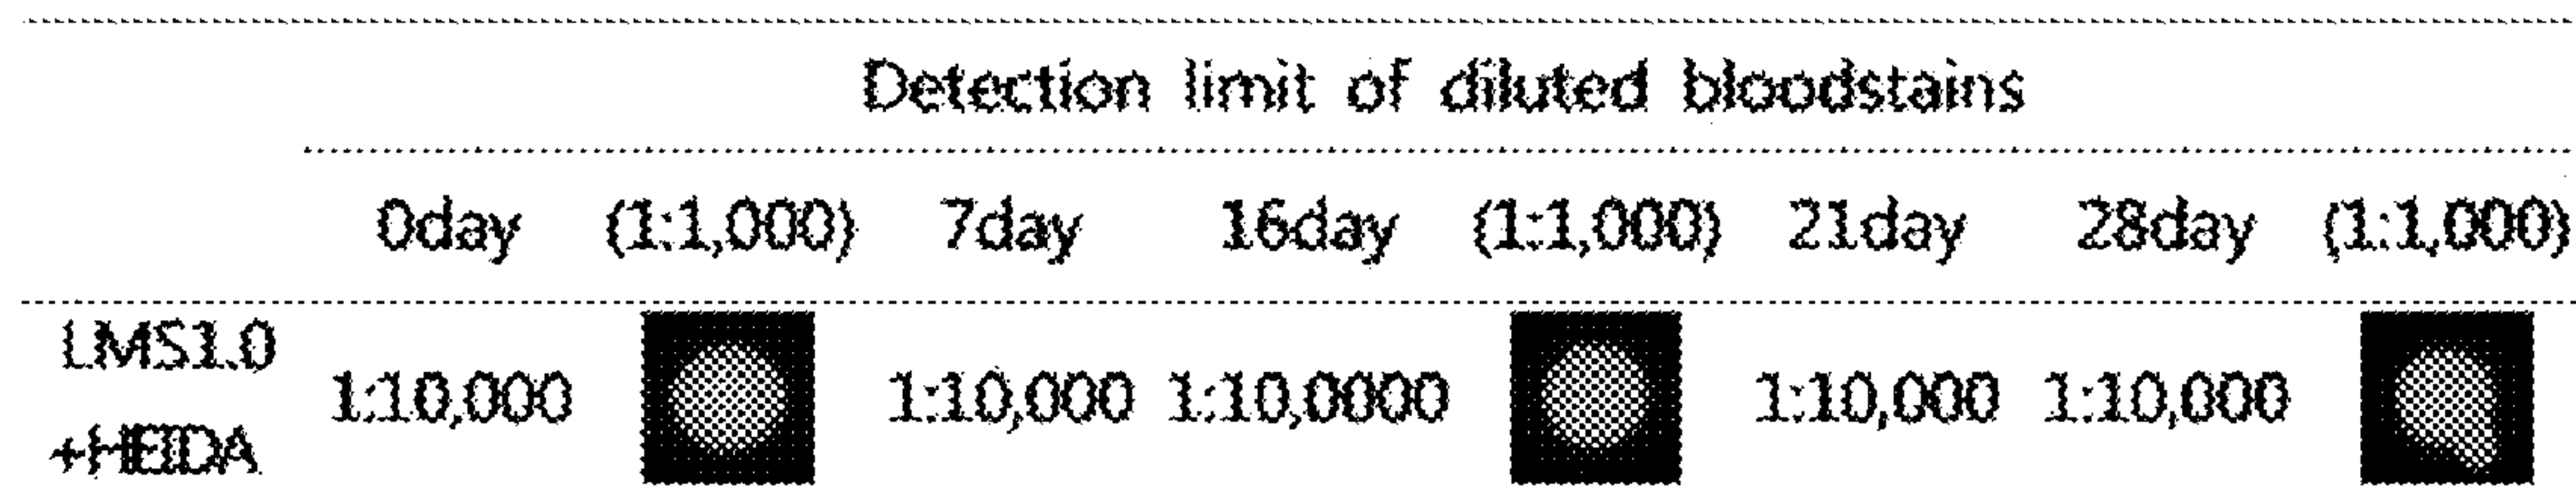 Detection limit of diluted bloodstains
0day (1:1,000) 7day 16day (1:1,000) 21day 28day (1:1,000)
LMS1.0
1:10,000 1:10,000 1:10,0000 1:10,000 1:10,000
+HEIDA